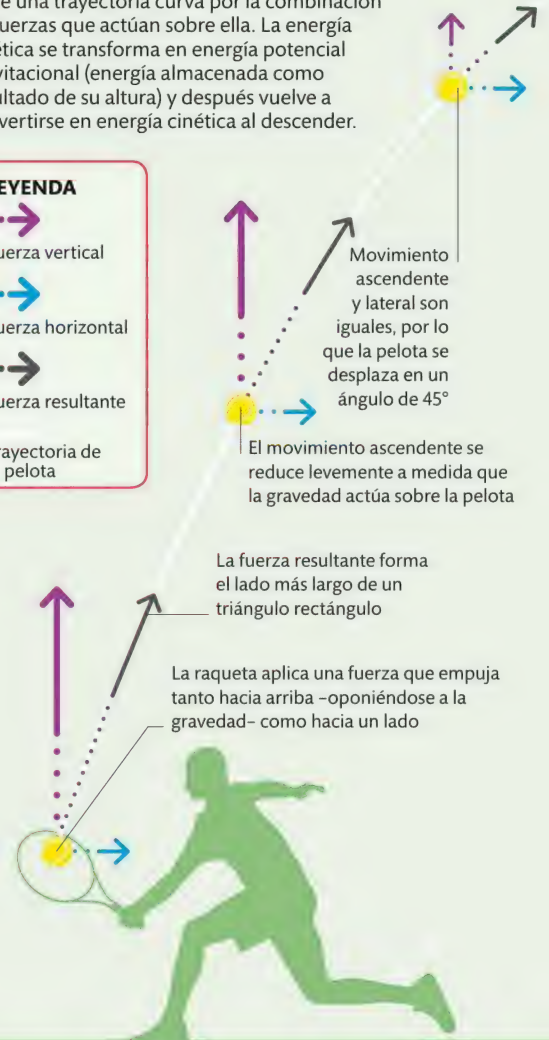 e una trayectoria curva por la combinación
uerzas que actúan sobre ella. La energía
ética se transforma en energía potencial
vitacional (energía almacenada como
ultado de su altura) y después vuelve a
vertirse en energía cinética al descender.
EYENDA
uerza vertical
uerza horizontal
uerza resultante
ayectoria de
pelota
Movimiento
ascendente
y lateral son
iguales, por lo
que la pelota se
desplaza en un
ángulo de 45°
El movimiento ascendente se
reduce levemente a medida que
la gravedad actúa sobre la pelota
La fuerza resultante forma
el lado más largo de un
triángulo rectángulo
La raqueta aplica una fuerza que empuja
tanto hacia arriba –oponiéndose a la
gravedad– como hacia un lado